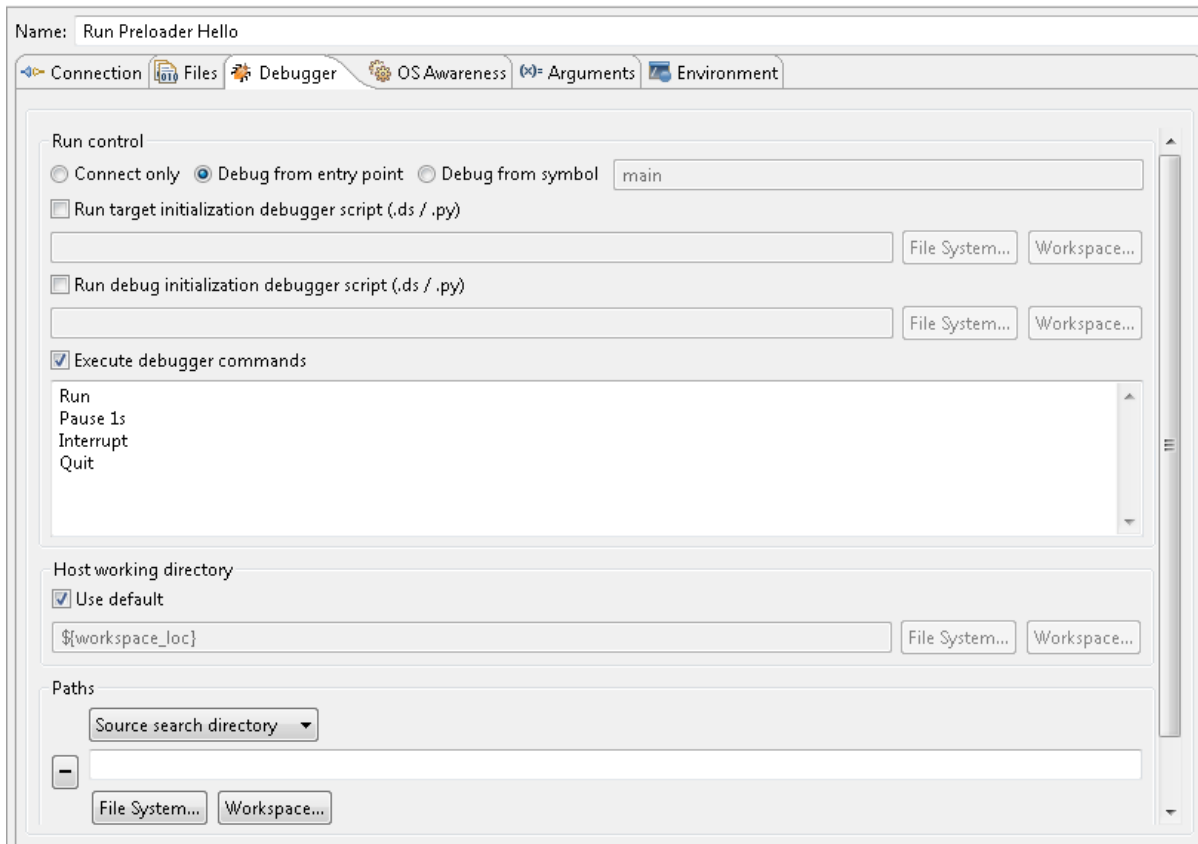 Name: Run Preloader Hello
Connection Files Debugger OS Awareness (x)= Arguments Environment
Run control
Connect only Debug from entry point Debug from symbol main
Run target initialization debugger script (.ds / .py)
File System... Workspace...
Run debug initialization debugger script (.ds / .py)
File System... Workspace...
Execute debugger commands
Run
Pause 1s
Interrupt
Quit
Host working directory
Use default
${workspace_loc} File System... Workspace...
Paths
Source search directory
File System... Workspace...